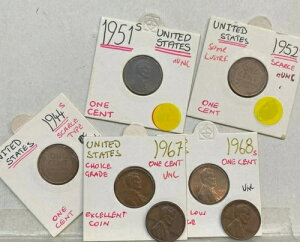 1951 S
UNITED
STATES
UNC
ONE
CENT
UNITED
STATES
SOME
LUSTRE
1952
SCARCE
UNC
ONE
CENT
1944 S
SCARCE
TYPE
UNITED
STATES
ONE
CENT
UNITED
STATES
1967
CHOICE
GRADE
ONE CENT
UNC
EXCELLENT
COIN
1968 S
ONE CENT
UNC
LOW